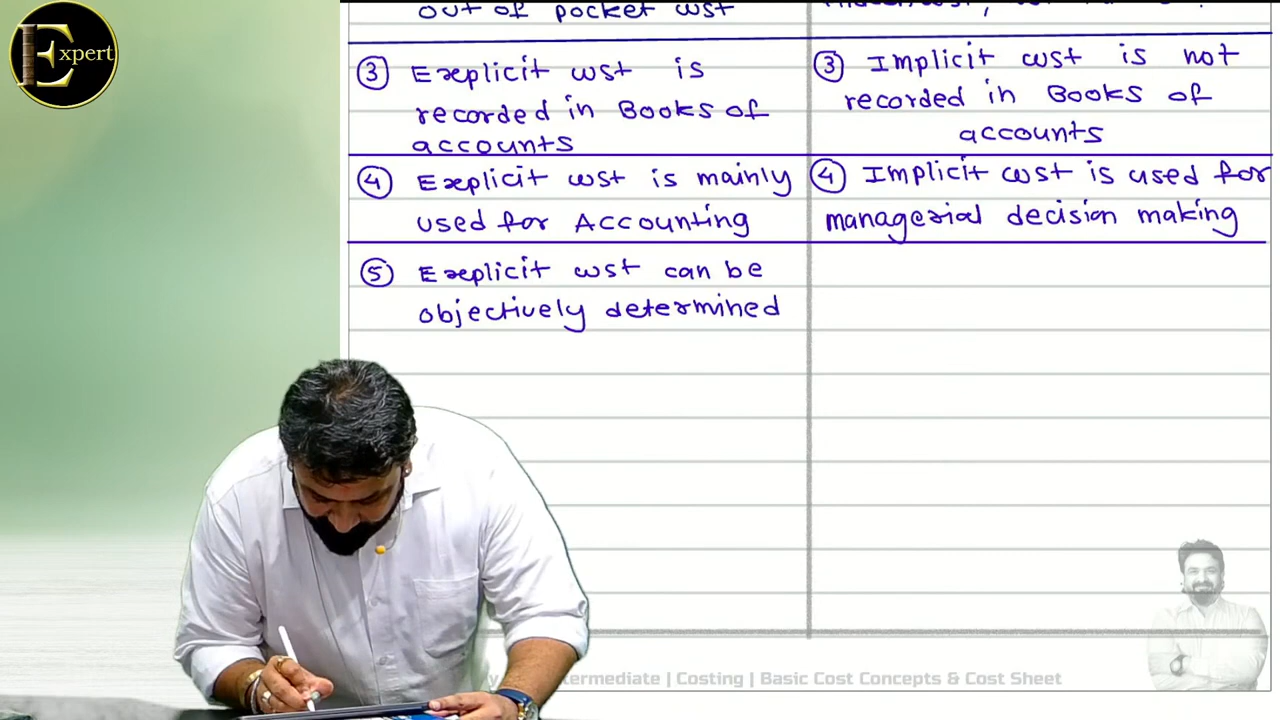 Expert
out of pocket cost
③ Explicit cost is
recorded in Books of
accounts
③ Implicit cost is not
recorded in Books of
accounts
④ Explicit cost is mainly
used for Accounting
④ Implicit cost is used for
managerial decision making
⑤ Explicit cost can be
objectively determined
termediate | Costing | Basic Cost Concepts & Cost Sheet